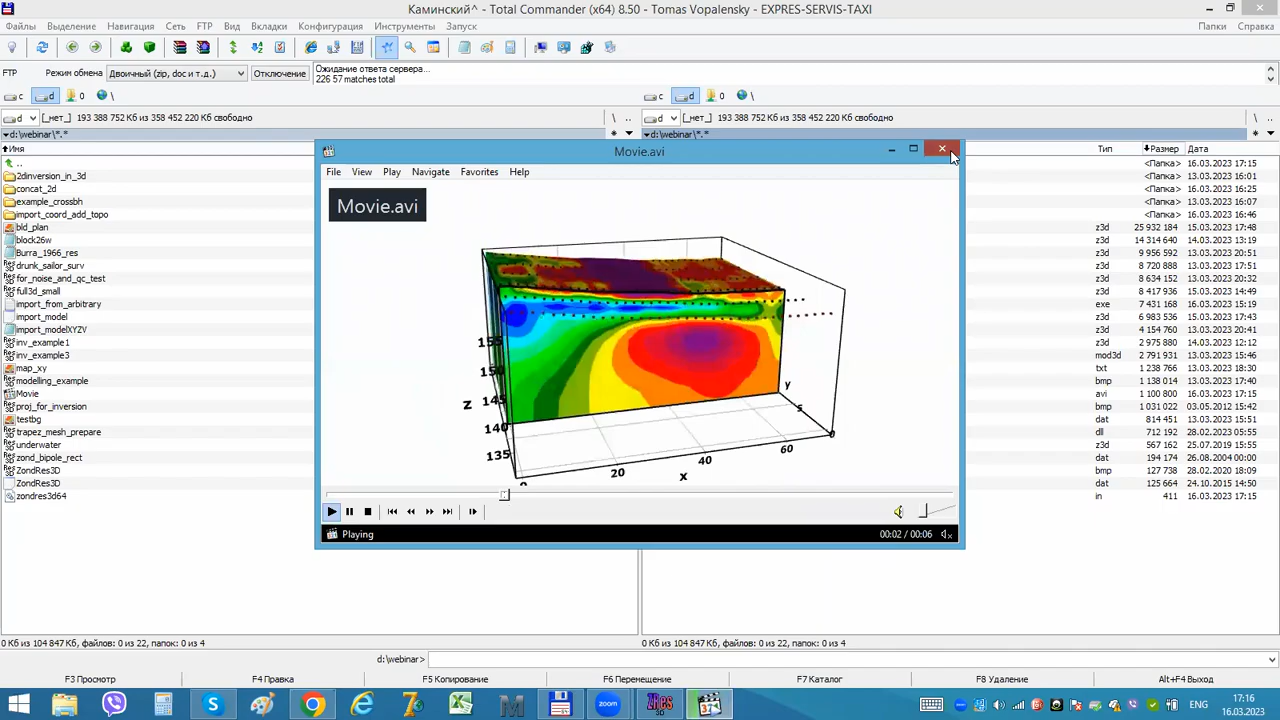 Каминский^ - Total Commander (x64) 8.50 - Tomas Vopalensky - EXPRES-SERVIS-TAXI
Файлы Выделение Навигация Сеть FTP Вид Вкладки Конфигурация Инструменты Запуск Папки Справка
FTP Режим обмена Двоичный (zip, doc и т.д.) Отключение Ожидание ответа сервера...
226 57 matches total
c d 0 \ c d 0 \
d [_нет_] 193 388 752 Кб из 358 452 220 Кб свободно \ .. d [_нет_] 193 388 752 Кб из 358 452 220 Кб свободно \ ..
d:\webinar\*.* * d:\webinar\*.* *
Имя Тип Размер Дата
.. <Папка> 16.03.2023 17:15
2dinversion_in_3d <Папка> 13.03.2023 16:01
concat_2d <Папка> 16.03.2023 16:25
example_crossbh <Папка> 13.03.2023 16:07
import_coord_add_topo <Папка> 16.03.2023 16:46
bld_plan z3d 25 932 184 15.03.2023 17:48
block26w z3d 14 314 640 14.03.2023 13:19
Burra_1966_res z3d 9 956 592 13.03.2023 16:02
drunk_sailor_surv z3d 8 720 888 13.03.2023 17:51
for_noise_and_qc_test z3d 8 634 152 13.03.2023 20:32
full3d_small z3d 8 417 936 13.03.2023 14:49
import_from_arbitrary exe 7 431 168 16.03.2023 15:19
import_model z3d 6 983 536 13.03.2023 17:43
import_modelXYZV z3d 4 154 760 13.03.2023 20:41
inv_example1 z3d 2 975 828 14.03.2023 12:12
inv_example3 mod3d 2 791 931 13.03.2023 15:46
map_xy txt 1 238 766 13.03.2023 18:30
modelling_example bmp 1 138 014 13.03.2023 17:40
Movie avi 1 100 800 16.03.2023 17:15
proj_for_inversion bmp 1 031 022 03.05.2012 15:42
testbg dat 814 451 13.03.2023 15:51
trapez_mesh_prepare dll 712 192 28.02.2023 05:55
underwater z3d 567 162 25.07.2019 15:55
world_bipole_rect dat 194 174 26.08.2004 00:00
ZondRes3D bmp 127 738 28.02.2020 18:09
ZondRes3D dat 125 664 24.10.2015 14:50
zondres3d64 in 411 16.03.2023 17:15
Movie.avi
File View Play Navigate Favorites Help
Movie.avi
155
150
145
140
135
z
y
5
0
0 20 40 60
x
Playing 00:02 / 00:06
0 Кб из 104 847 Кб, файлов: 0 из 22, папок: 0 из 4 0 Кб из 104 847 Кб, файлов: 0 из 22, папок: 0 из 4
d:\webinar>
F3 Просмотр F4 Правка F5 Копирование F6 Перемещение F7 Каталог F8 Удаление Alt+F4 Выход
zoom ZRes ENG 17:16
16.03.2023